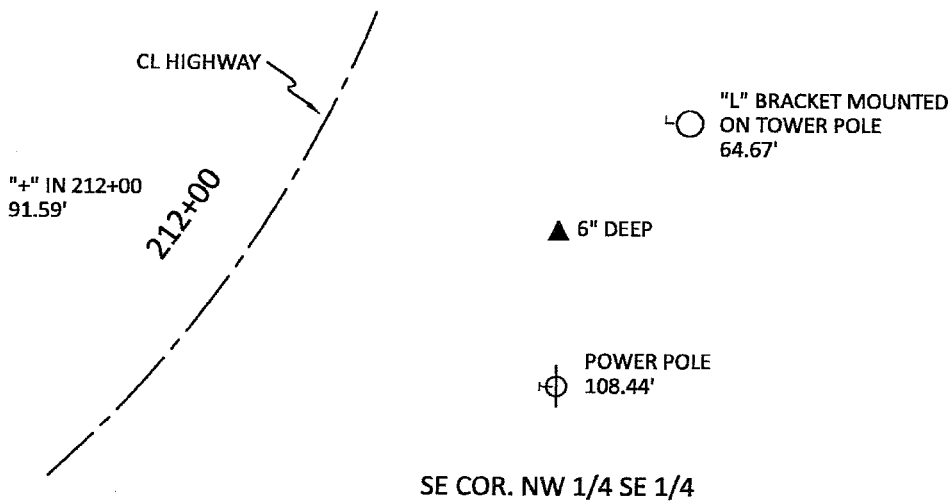 CL HIGHWAY
"L" BRACKET MOUNTED
ON TOWER POLE
64.67'
"+" IN 212+00
91.59'
212+00
6" DEEP
POWER POLE
108.44'
SE COR. NW 1/4 SE 1/4